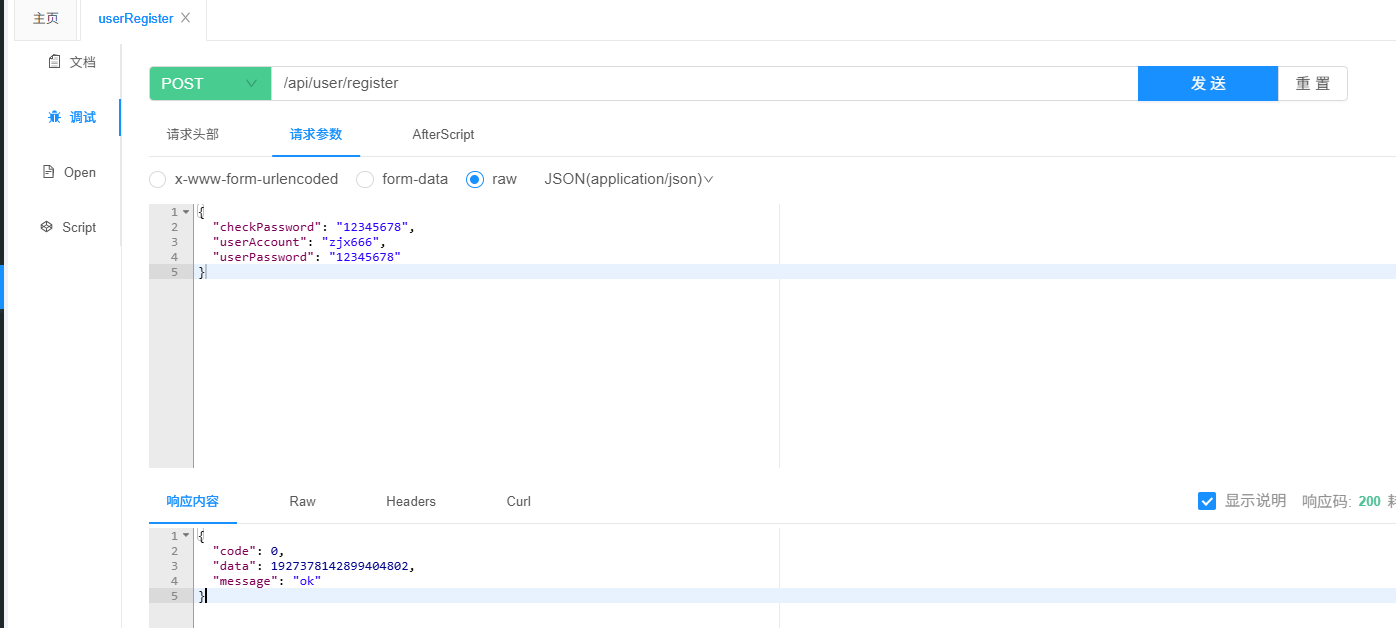 主页
userRegister
文档
调试
Open
Script
POST
/api/user/register
发 送
重 置
请求头部
请求参数
AfterScript
x-www-form-urlencoded
form-data
raw
JSON(application/json)
1 {
2 "checkPassword": "12345678",
3 "userAccount": "zjx666",
4 "userPassword": "12345678"
5 }
响应内容
Raw
Headers
Curl
显示说明
响应码: 200
1 {
2 "code": 0,
3 "data": 1927378142899404802,
4 "message": "ok"
5 }